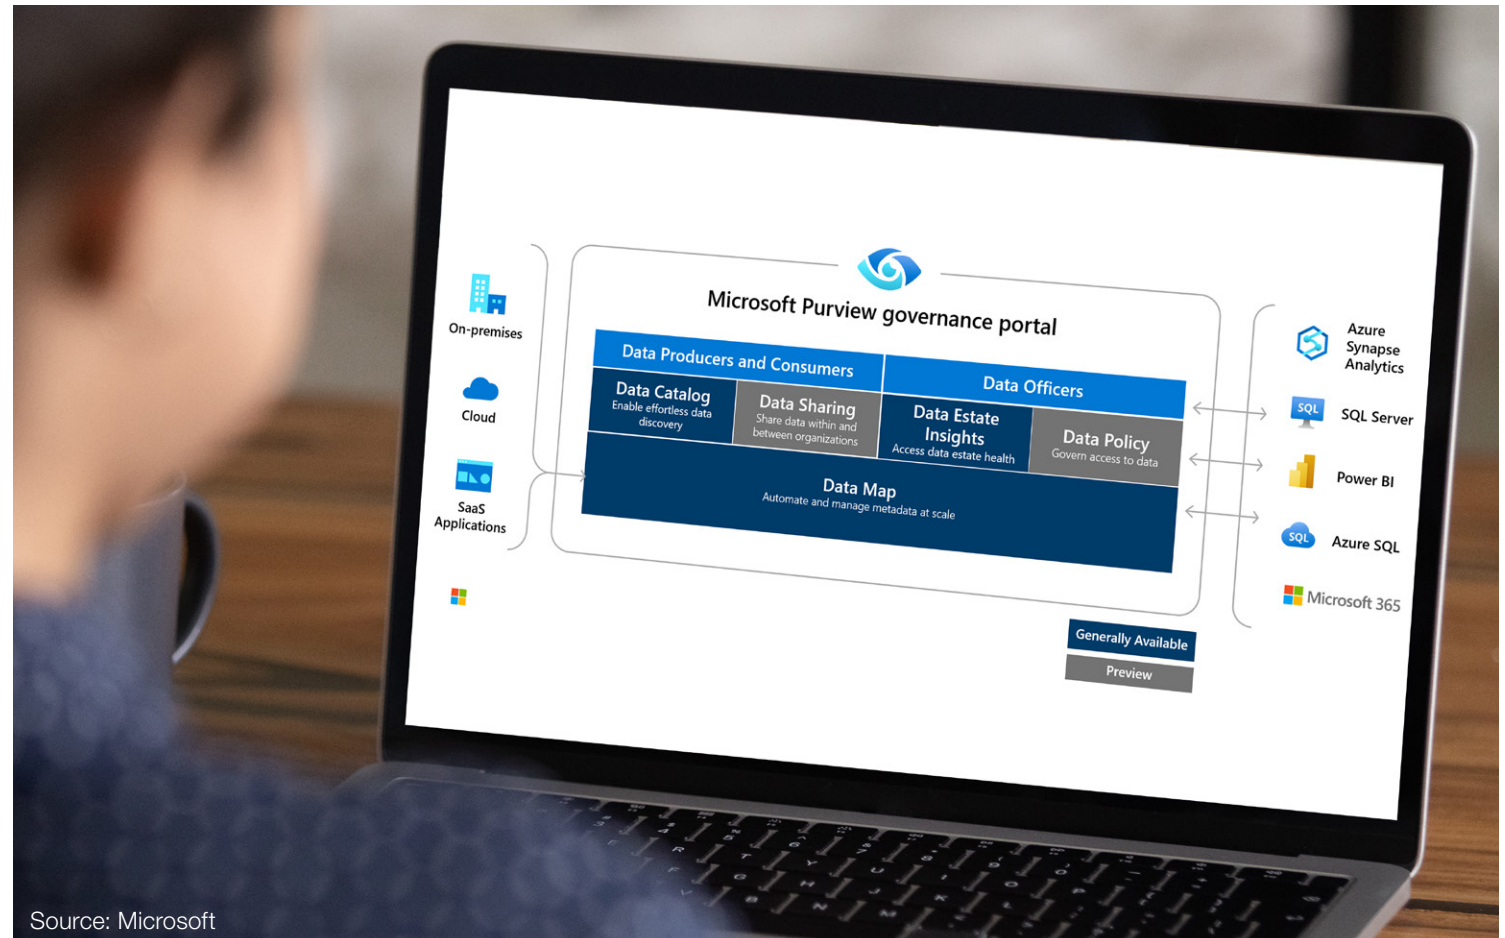 Microsoft Purview governance portal
On-premises
Cloud
SaaS
Applications
Data Producers and Consumers
Data Officers
Data Catalog
Enable effortless data
discovery
Data Sharing
Share data within and
between organizations
Data Estate
Insights
Access data estate health
Data Policy
Govern access to data
Data Map
Automate and manage metadata at scale
Azure
Synapse
Analytics
SQL
SQL Server
Power BI
SQL
Azure SQL
Microsoft 365
Generally Available
Preview
Source: Microsoft